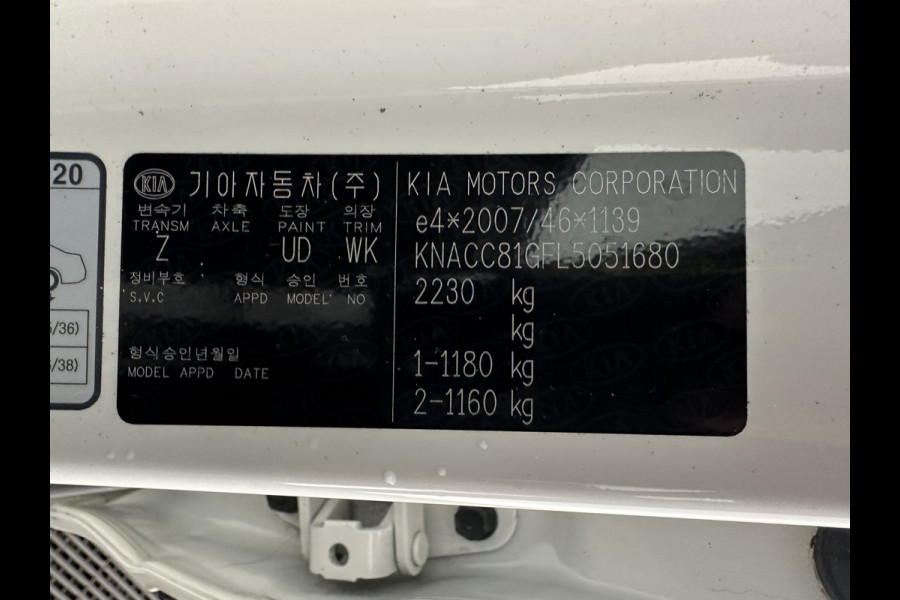 20
5/36)
5/38)
KIA 기아자동차(주)
변속기 차축 도장 의장
TRANSM AXLE PAINT TRIM
Z UD WK
정비부호 형식 승인 번호
S.V.C APPD MODEL NO
형식승인년월일
MODEL APPD DATE
KIA MOTORS CORPORATION
e4*2007/46*1139
KNACC81GFL5051680
2230 kg
kg
1-1180 kg
2-1160 kg